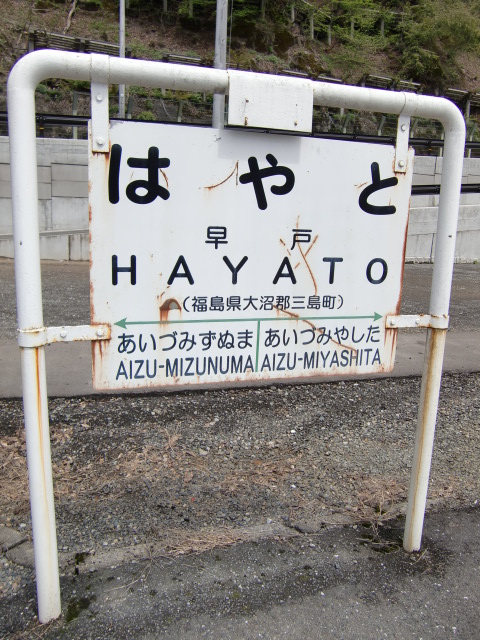 はやと
早戸
HAYATO
(福島県大沼郡三島町)
あいづみずぬま あいづみやした
AIZU-MIZUNUMA AIZU-MIYASHITA